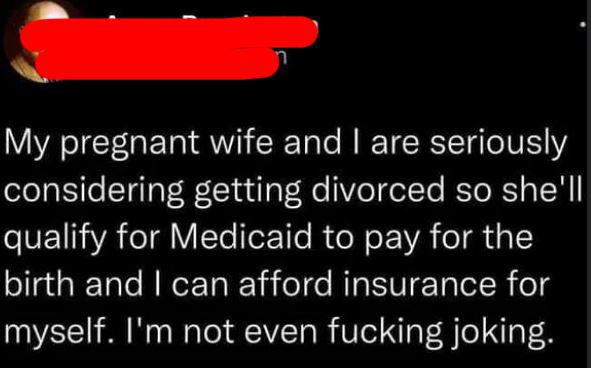 My pregnant wife and I are seriously
considering getting divorced so she'll
qualify for Medicaid to pay for the
birth and I can afford insurance for
myself. I'm not even fucking joking.